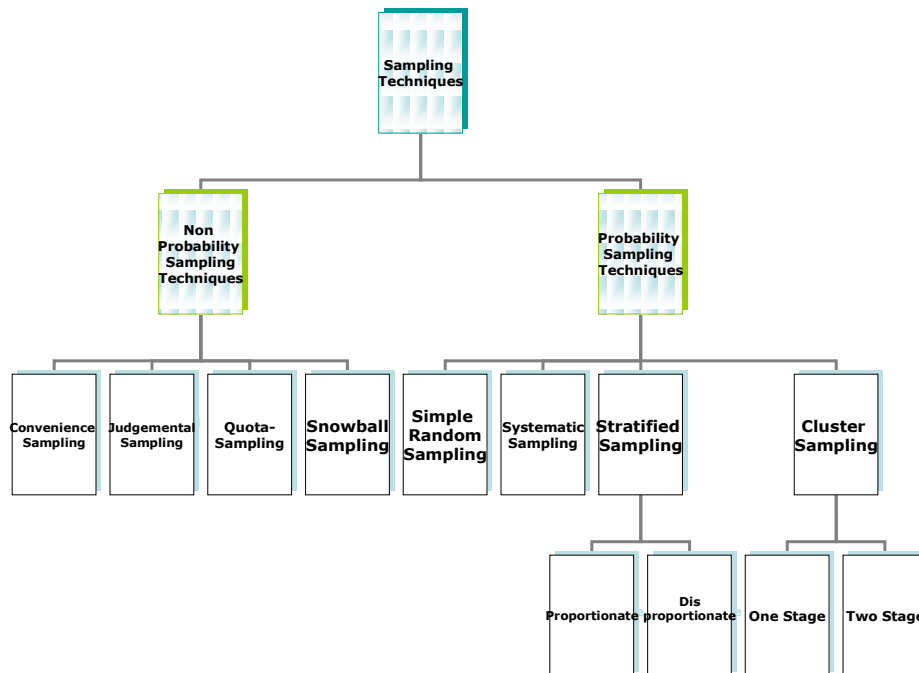 Sampling
Techniques
Non
Probability
Sampling
Techniques
Probability
Sampling
Techniques
Convenience
Sampling
Judgemental
Sampling
Quota-
Sampling
Snowball
Sampling
Simple
Random
Sampling
Systematic
Sampling
Stratified
Sampling
Cluster
Sampling
Proportionate
Dis
proportionate
One Stage
Two Stage